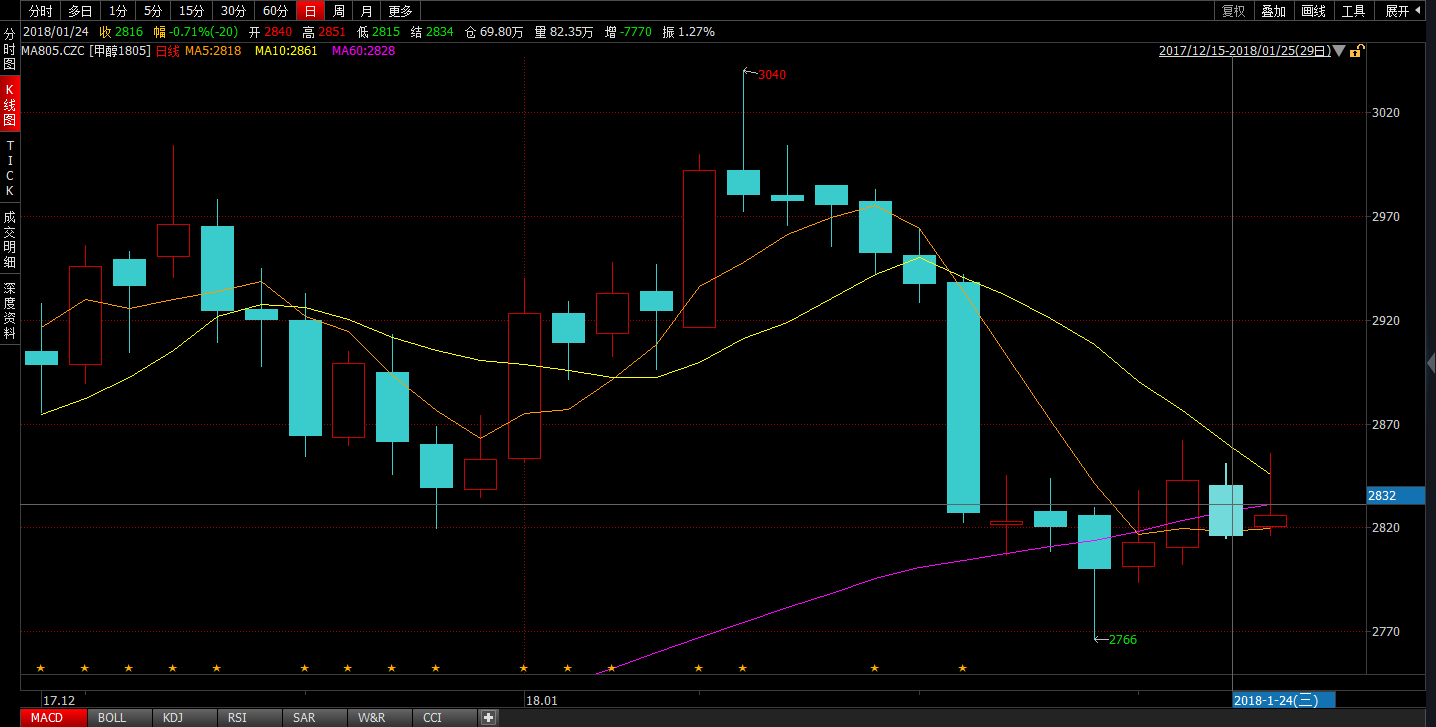 分时 多日 1分 5分 15分 30分 60分 日 周 月 更多 复权 叠加 画线 工具 展开
2018/01/24 收 2816 幅 -0.71%(-20) 开 2840 高 2851 低 2815 结 2834 仓 69.80万 量 82.35万 增 -7770 振 1.27%
MA805.CZC [甲醇1805] 日线 MA5:2818 MA10:2861 MA60:2828 2017/12/15-2018/01/25(29日)
分时图
K线图
TICK
成交明细
深度资料
3040
3020
2970
2920
2870
2832
2820
2770
2766
17.12 18.01 2018-1-24(三)
MACD BOLL KDJ RSI SAR W&R CCI